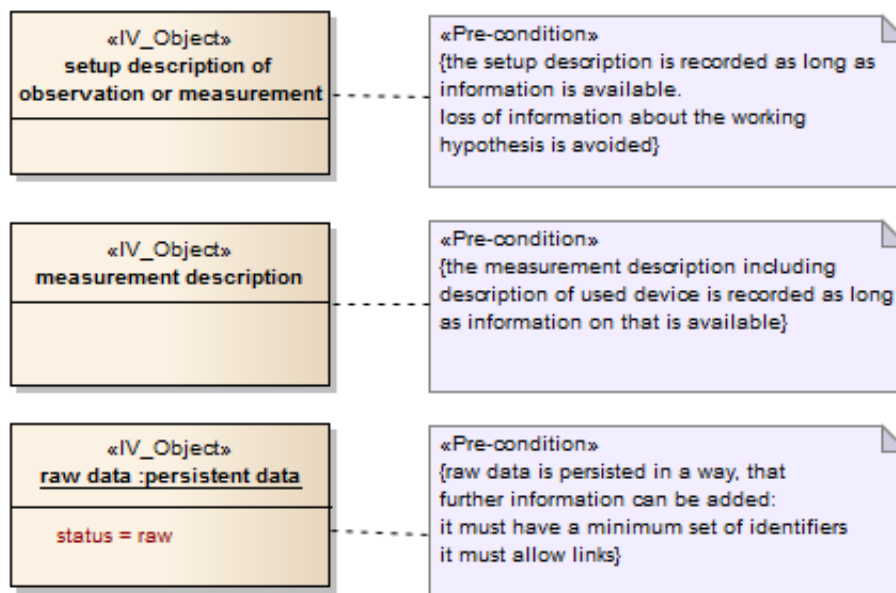 «IV_Object»
setup description of
observation or measurement
«Pre-condition»
{the setup description is recorded as long as
information is available.
loss of information about the working
hypothesis is avoided}
«IV_Object»
measurement description
«Pre-condition»
{the measurement description including
description of used device is recorded as long
as information on that is available}
«IV_Object»
raw data :persistent data
status = raw
«Pre-condition»
{raw data is persisted in a way, that
further information can be added:
it must have a minimum set of identifiers
it must allow links}